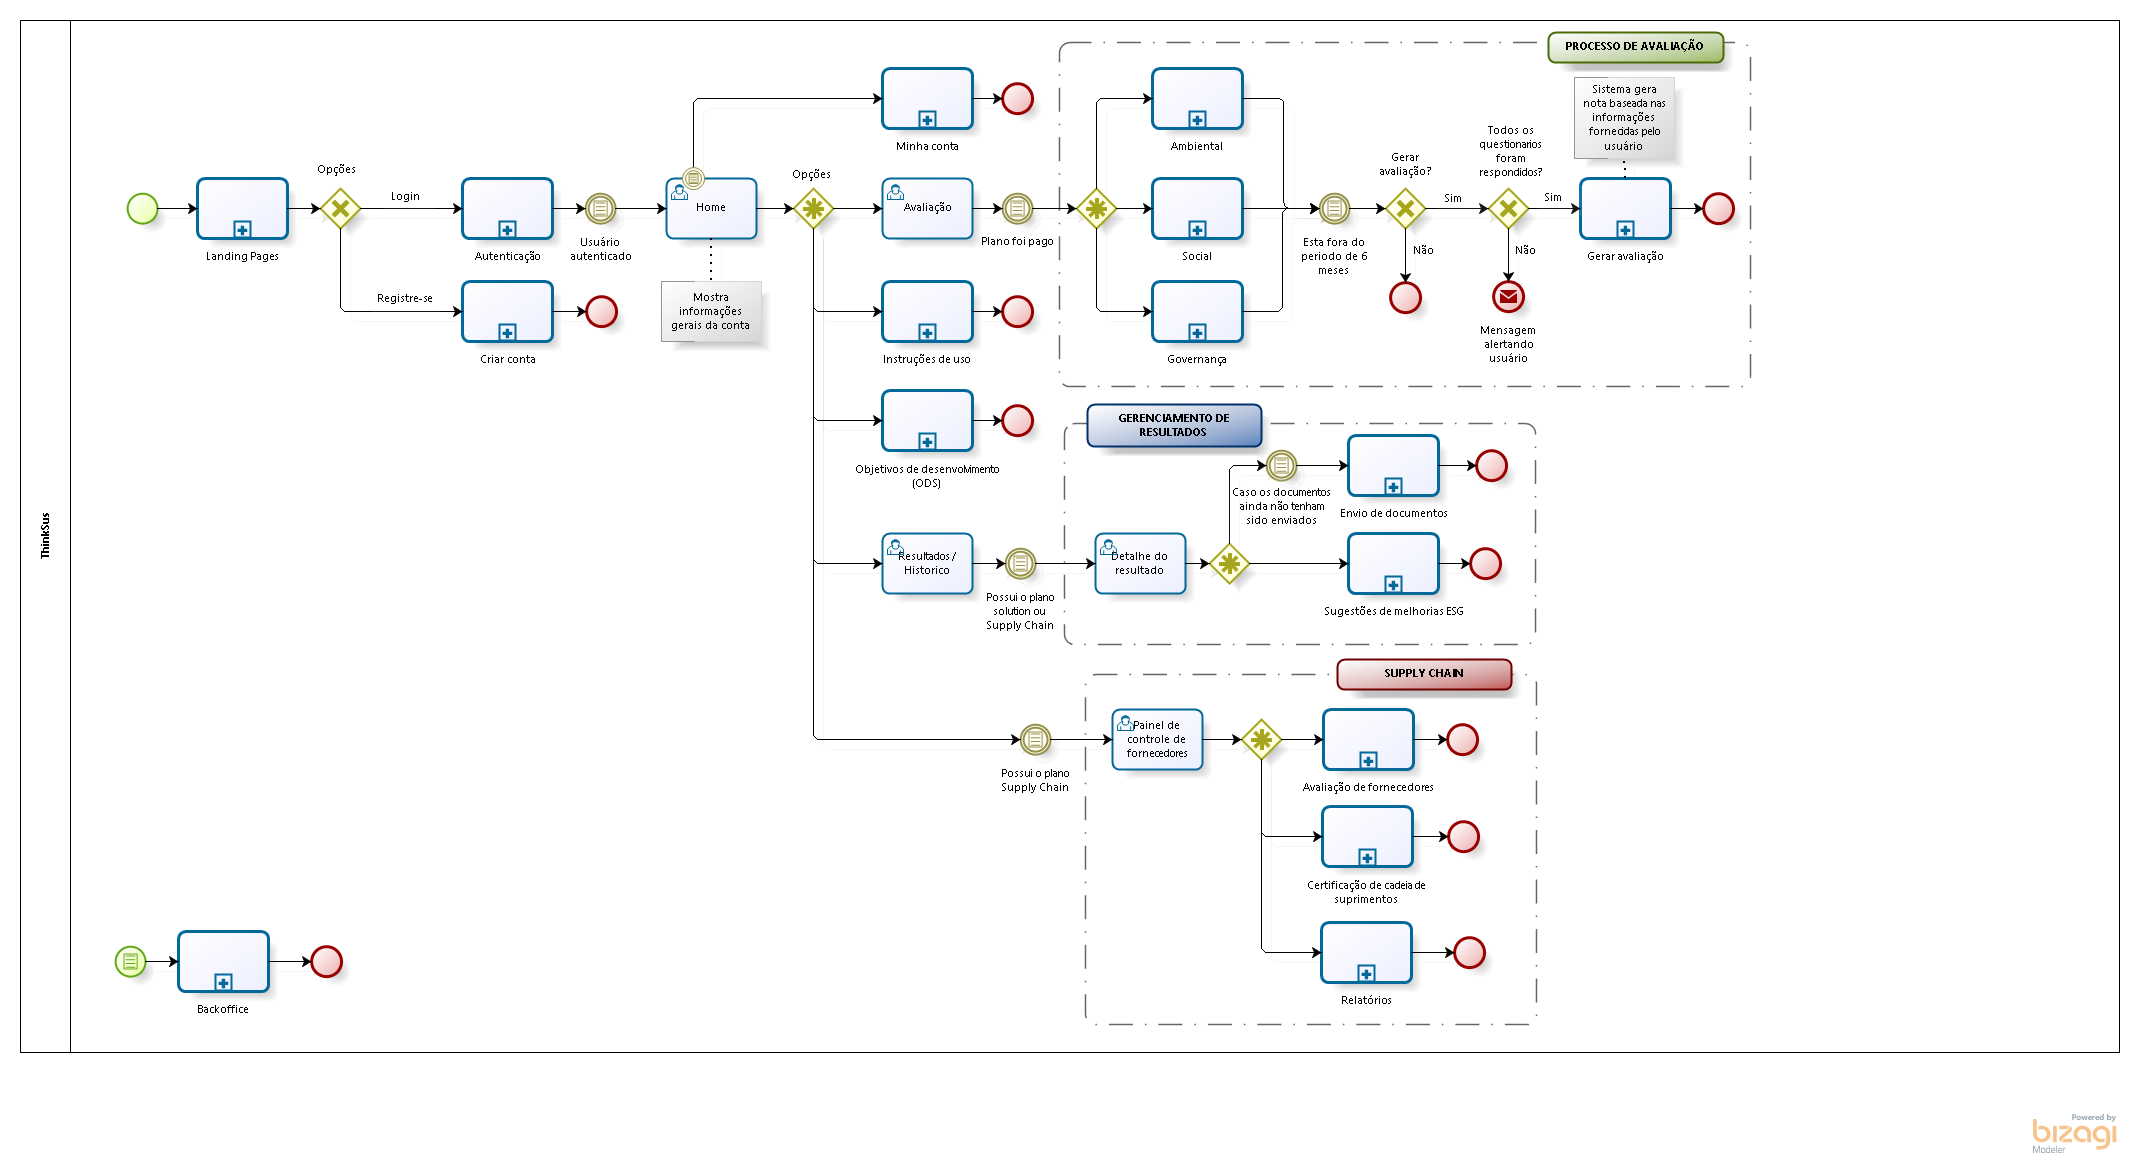 ThinkSus
Landing Pages
Opções
Login
Registre-se
Autenticação
Criar conta
Usuário
autenticado
Home
Mostra
informações
gerais da conta
Opções
Minha conta
Avaliação
Plano foi pago
Instruções de uso
Objetivos de desenvolvimento
(ODS)
Resultados /
Historico
Possui o plano
solution ou
Supply Chain
Possui o plano
Supply Chain
PROCESSO DE AVALIAÇÃO
Ambiental
Social
Governança
Esta fora do
periodo de 6
meses
Gerar
avaliação?
Sim
Não
Todos os
questionarios
foram
respondidos?
Sim
Não
Mensagem
alertando
usuário
Sistema gera
nota baseada nas
informações
fornecidas pelo
usuário
Gerar avaliação
GERENCIAMENTO DE
RESULTADOS
Detalhe do
resultado
Caso os documentos
ainda não tenham
sido enviados
Envio de documentos
Sugestões de melhorias ESG
SUPPLY CHAIN
Painel de
controle de
fornecedores
Avaliação de fornecedores
Certificação de cadeia de
suprimentos
Relatórios
Backoffice
Powered by
bizagi
Modeler